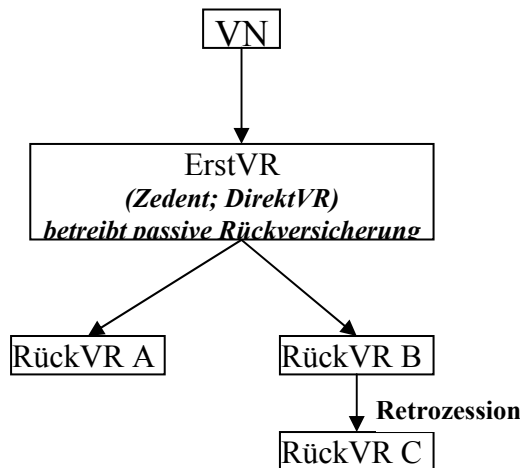 VN
ErstVR
(Zedent; DirektVR)
betreibt passive Rückversicherung
RückVR A
RückVR B
Retrozession
RückVR C